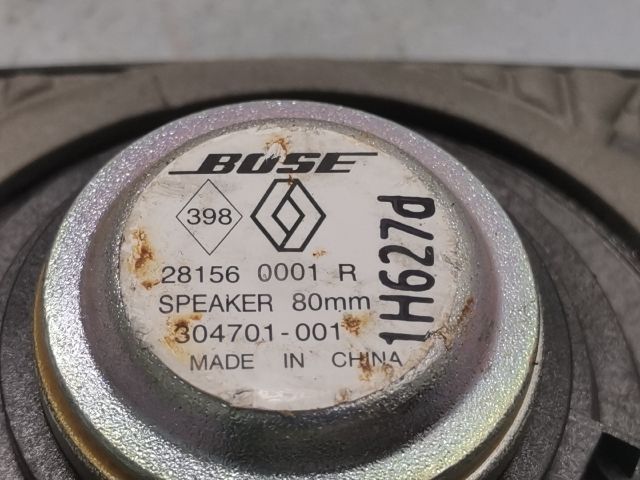 BOSE
398
28156 0001 R
SPEAKER 80mm
304701-001
MADE IN CHINA
1H627d